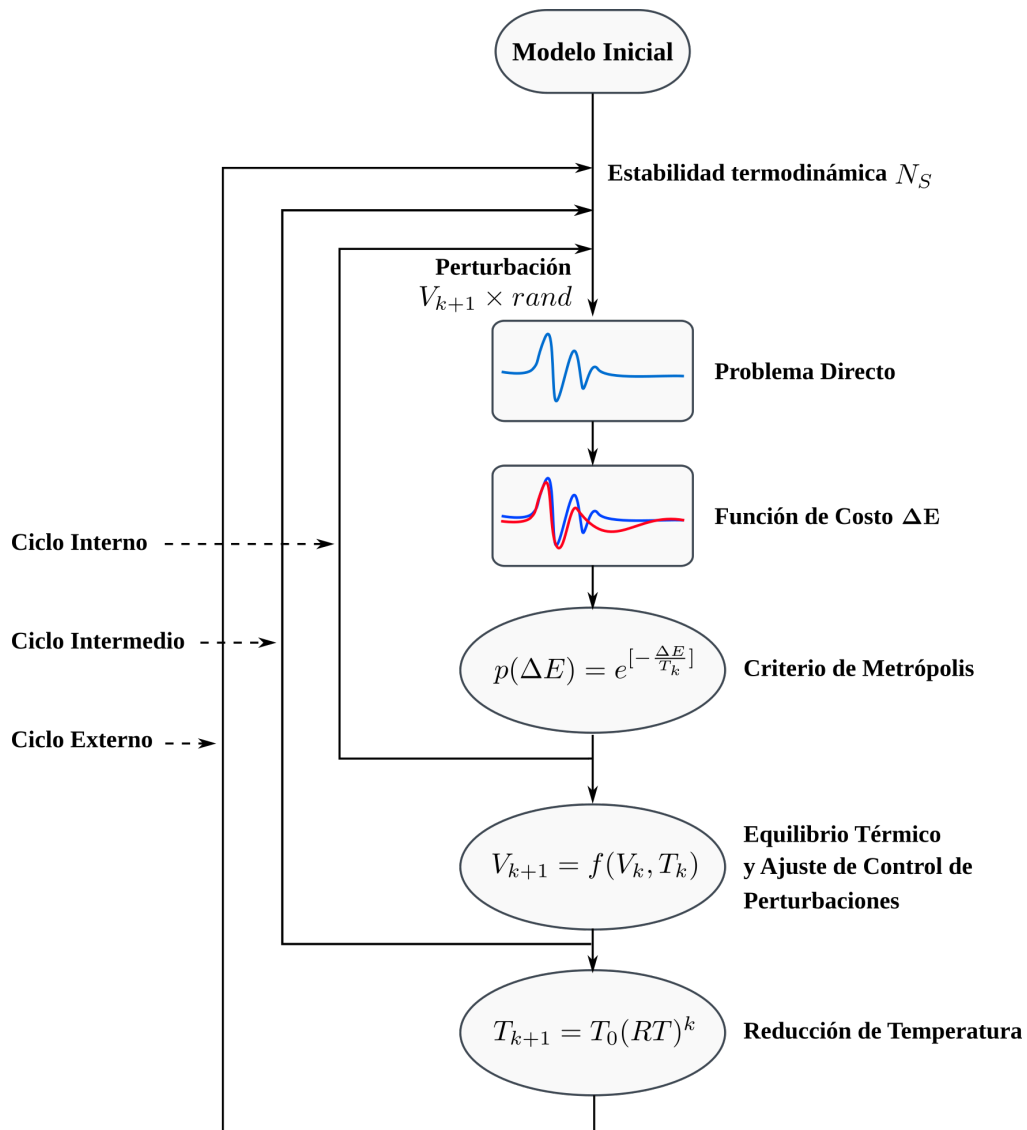 Modelo Inicial
Estabilidad termodinámica $N_S$
Perturbación
$V_{k+1} \times rand$
Problema Directo
Función de Costo $\Delta E$
Ciclo Interno
Ciclo Intermedio
$p(\Delta E) = e^{[-\frac{\Delta E}{T_k}]}$
Criterio de Metrópolis
Ciclo Externo
$V_{k+1} = f(V_k, T_k)$
Equilibrio Térmico
y Ajuste de Control de
Perturbaciones
$T_{k+1} = T_0(RT)^k$
Reducción de Temperatura